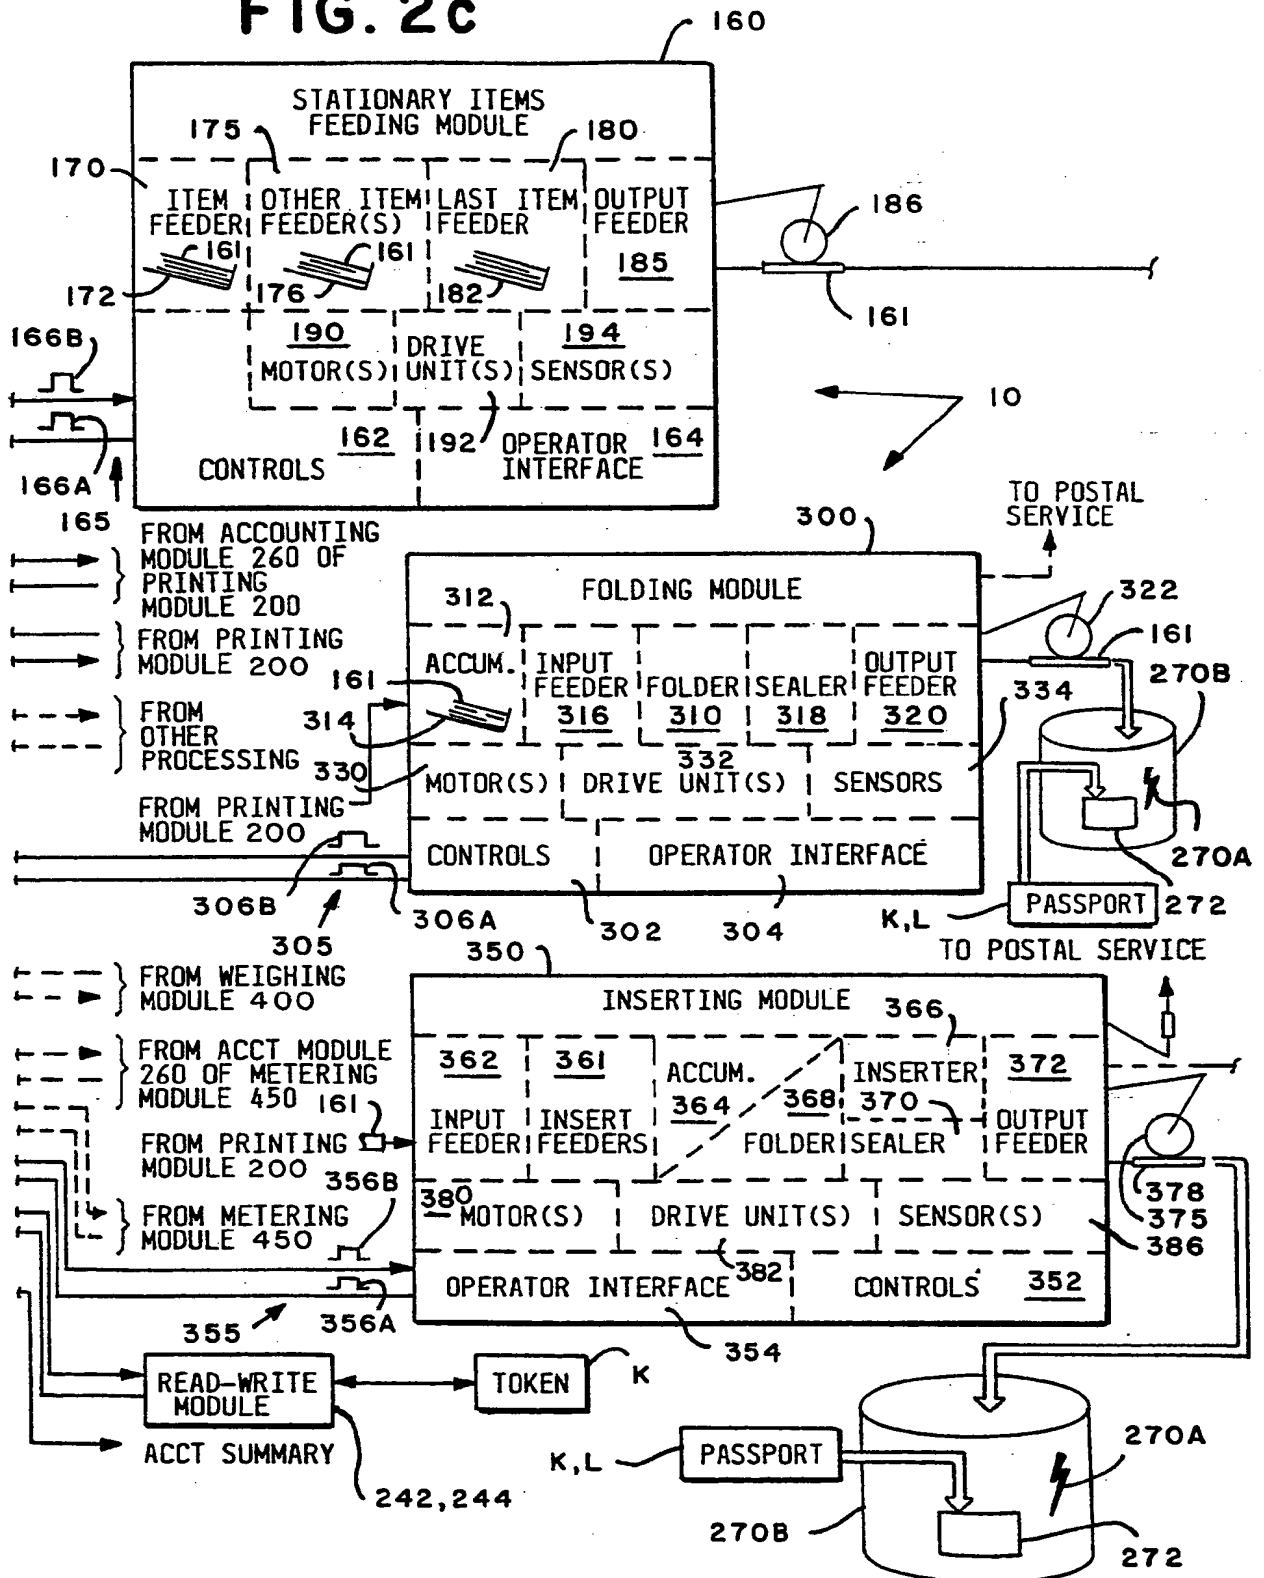 FIG. 2c
160
STATIONARY ITEMS
FEEDING MODULE
175
180
170
ITEM
FEEDER
161
172
OTHER ITEM
FEEDER(S)
161
176
LAST ITEM
FEEDER
182
OUTPUT
FEEDER
185
186
161
166B
190
MOTOR(S)
DRIVE
UNIT(S)
194
SENSOR(S)
10
162
CONTROLS
192
OPERATOR
INTERFACE
164
166A
165
TO POSTAL
SERVICE
FROM ACCOUNTING
MODULE 260 OF
PRINTING
MODULE 200
300
FOLDING MODULE
312
322
161
270B
FROM PRINTING
MODULE 200
161
ACCUM.
314
INPUT
FEEDER
316
FOLDER
310
SEALER
318
OUTPUT
FEEDER
320
334
FROM
OTHER
PROCESSING
330
MOTOR(S)
332
DRIVE UNIT(S)
SENSORS
FROM PRINTING
MODULE 200
270A
CONTROLS
OPERATOR INTERFACE
306B
306A
305
302
304
K,L
PASSPORT
272
TO POSTAL SERVICE
350
FROM WEIGHING
MODULE 400
INSERTING MODULE
366
FROM ACCT MODULE
260 OF METERING
MODULE 450
161
362
INPUT
FEEDER
361
INSERT
FEEDERS
ACCUM.
364
368
FOLDER
INSERTER
370
SEALER
372
OUTPUT
FEEDER
FROM PRINTING
MODULE 200
356B
378
375
386
380
MOTOR(S)
DRIVE UNIT(S)
SENSOR(S)
FROM METERING
MODULE 450
382
OPERATOR INTERFACE
CONTROLS
352
356A
355
354
READ-WRITE
MODULE
TOKEN
K
ACCT SUMMARY
242,244
K,L
PASSPORT
270A
270B
272